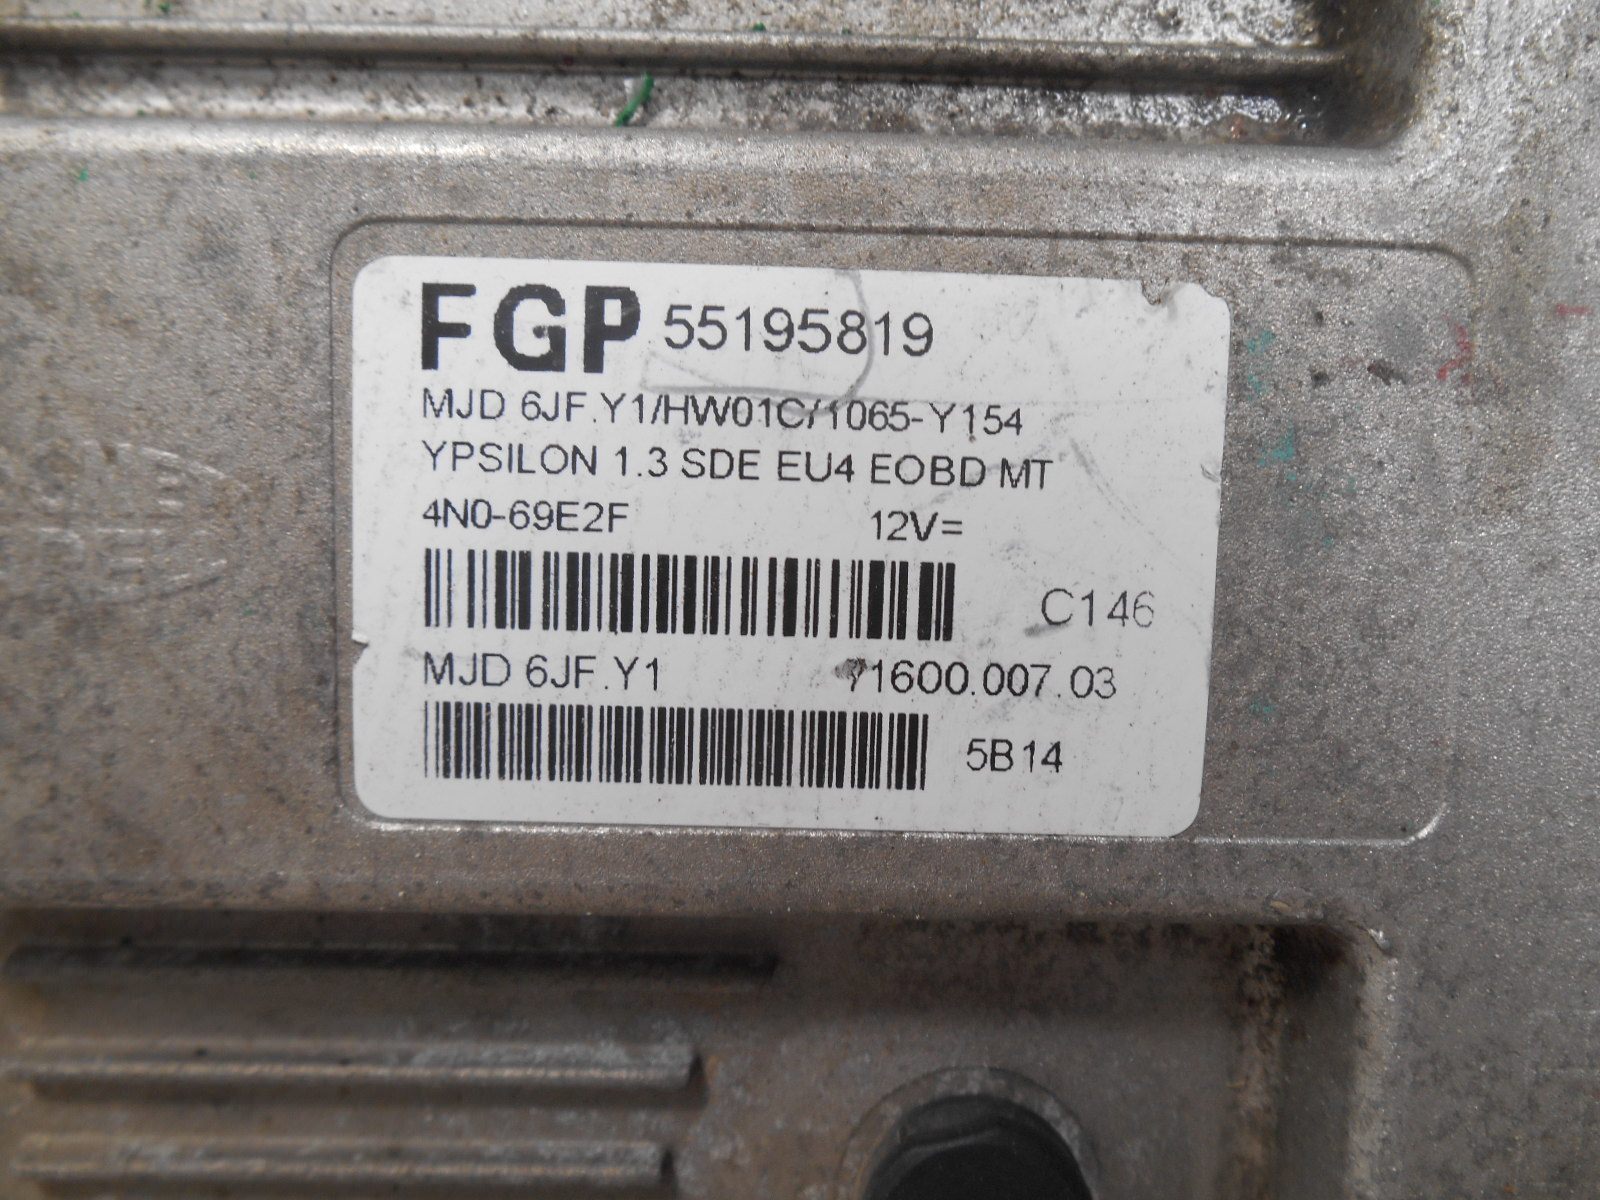 FGP 55195819
MJD 6JF.Y1/HW01C/1065-Y154
YPSILON 1.3 SDE EU4 EOBD MT
4N0-69E2F 12V=
C146
MJD 6JF.Y1 71600.007.03
5B14